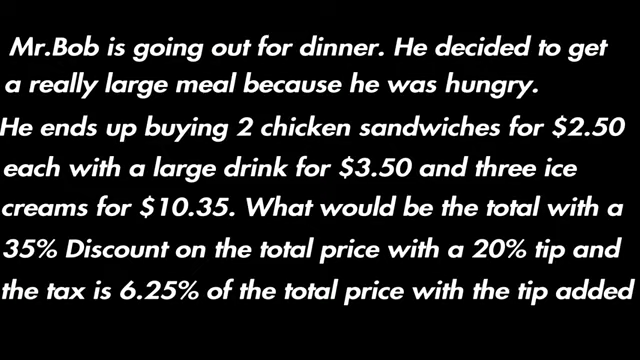 Mr.Bob is going out for dinner. He decided to get
a really large meal because he was hungry.
He ends up buying 2 chicken sandwiches for $2.50
each with a large drink for $3.50 and three ice
creams for $10.35. What would be the total with a
35% Discount on the total price with a 20% tip and
the tax is 6.25% of the total price with the tip added